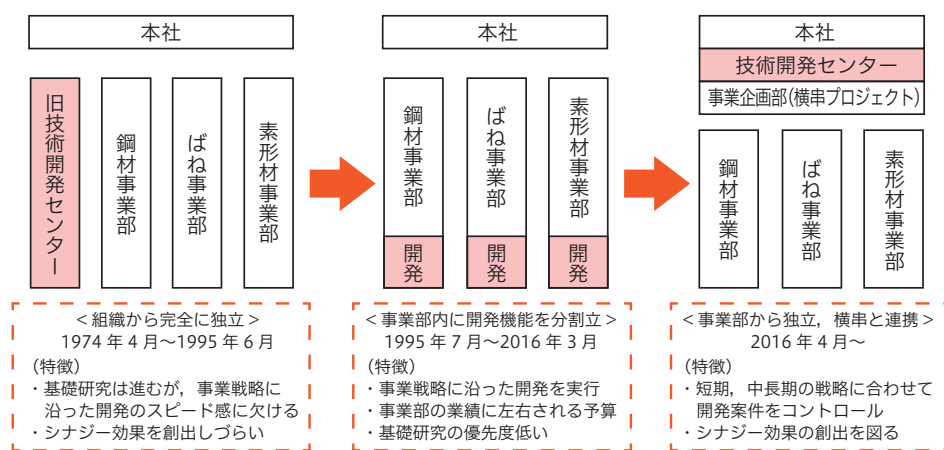 本社
旧技術開発センター
鋼材事業部
ばね事業部
素形材事業部
＜組織から完全に独立＞
1974 年 4 月～1995 年 6 月
(特徴)
・基礎研究は進むが，事業戦略に
沿った開発のスピード感に欠ける
・シナジー効果を創出しづらい
本社
鋼材事業部
開発
ばね事業部
開発
素形材事業部
開発
＜事業部内に開発機能を分割立＞
1995 年 7 月～2016 年 3 月
(特徴)
・事業戦略に沿った開発を実行
・事業部の業績に左右される予算
・基礎研究の優先度低い
本社
技術開発センター
事業企画部(横串プロジェクト)
鋼材事業部
ばね事業部
素形材事業部
＜事業部から独立，横串と連携＞
2016 年 4 月～
(特徴)
・短期，中長期の戦略に合わせて
開発案件をコントロール
・シナジー効果の創出を図る